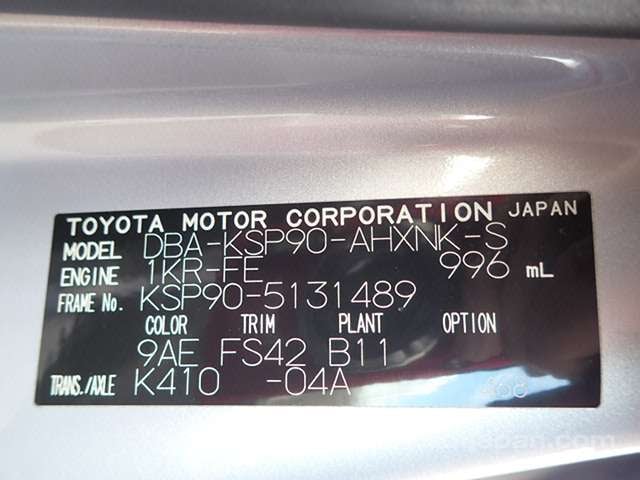 TOYOTA MOTOR CORPORATION JAPAN
MODEL DBA-KSP90-AHXNK-S
ENGINE 1KR-FE 996 mL
FRAME No. KSP90-5131489
COLOR TRIM PLANT OPTION
9AE FS42 B11
TRANS./AXLE K410 -04A 468